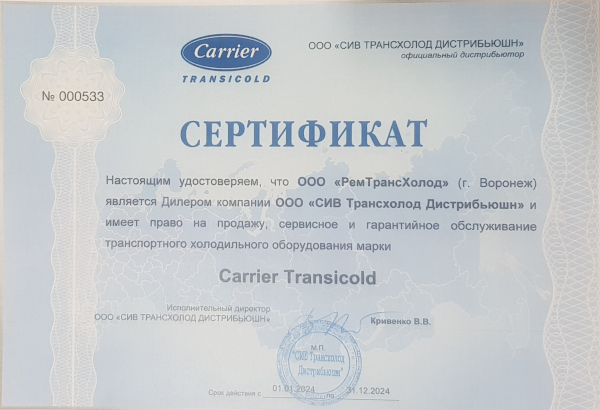 Carrier
TRANSICOLD
ООО «СИВ ТРАНСХОЛОД ДИСТРИБЬЮШН»
официальный дистрибьютор
№ 000533
СЕРТИФИКАТ
Настоящим удостоверяем, что ООО «РемТрансХолод» (г. Воронеж)
является Дилером компании ООО «СИВ Трансхолод Дистрибьюшн» и
имеет право на продажу, сервисное и гарантийное обслуживание
транспортного холодильного оборудования марки
Carrier Transicold
Исполнительный директор
ООО «СИВ ТРАНСХОЛОД ДИСТРИБЬЮШН»
Кривенко В.В.
М.П.
"СИВ Трансхолод
Дистрибьюшн"
Срок действия с 01.01.2024 по 31.12.2024